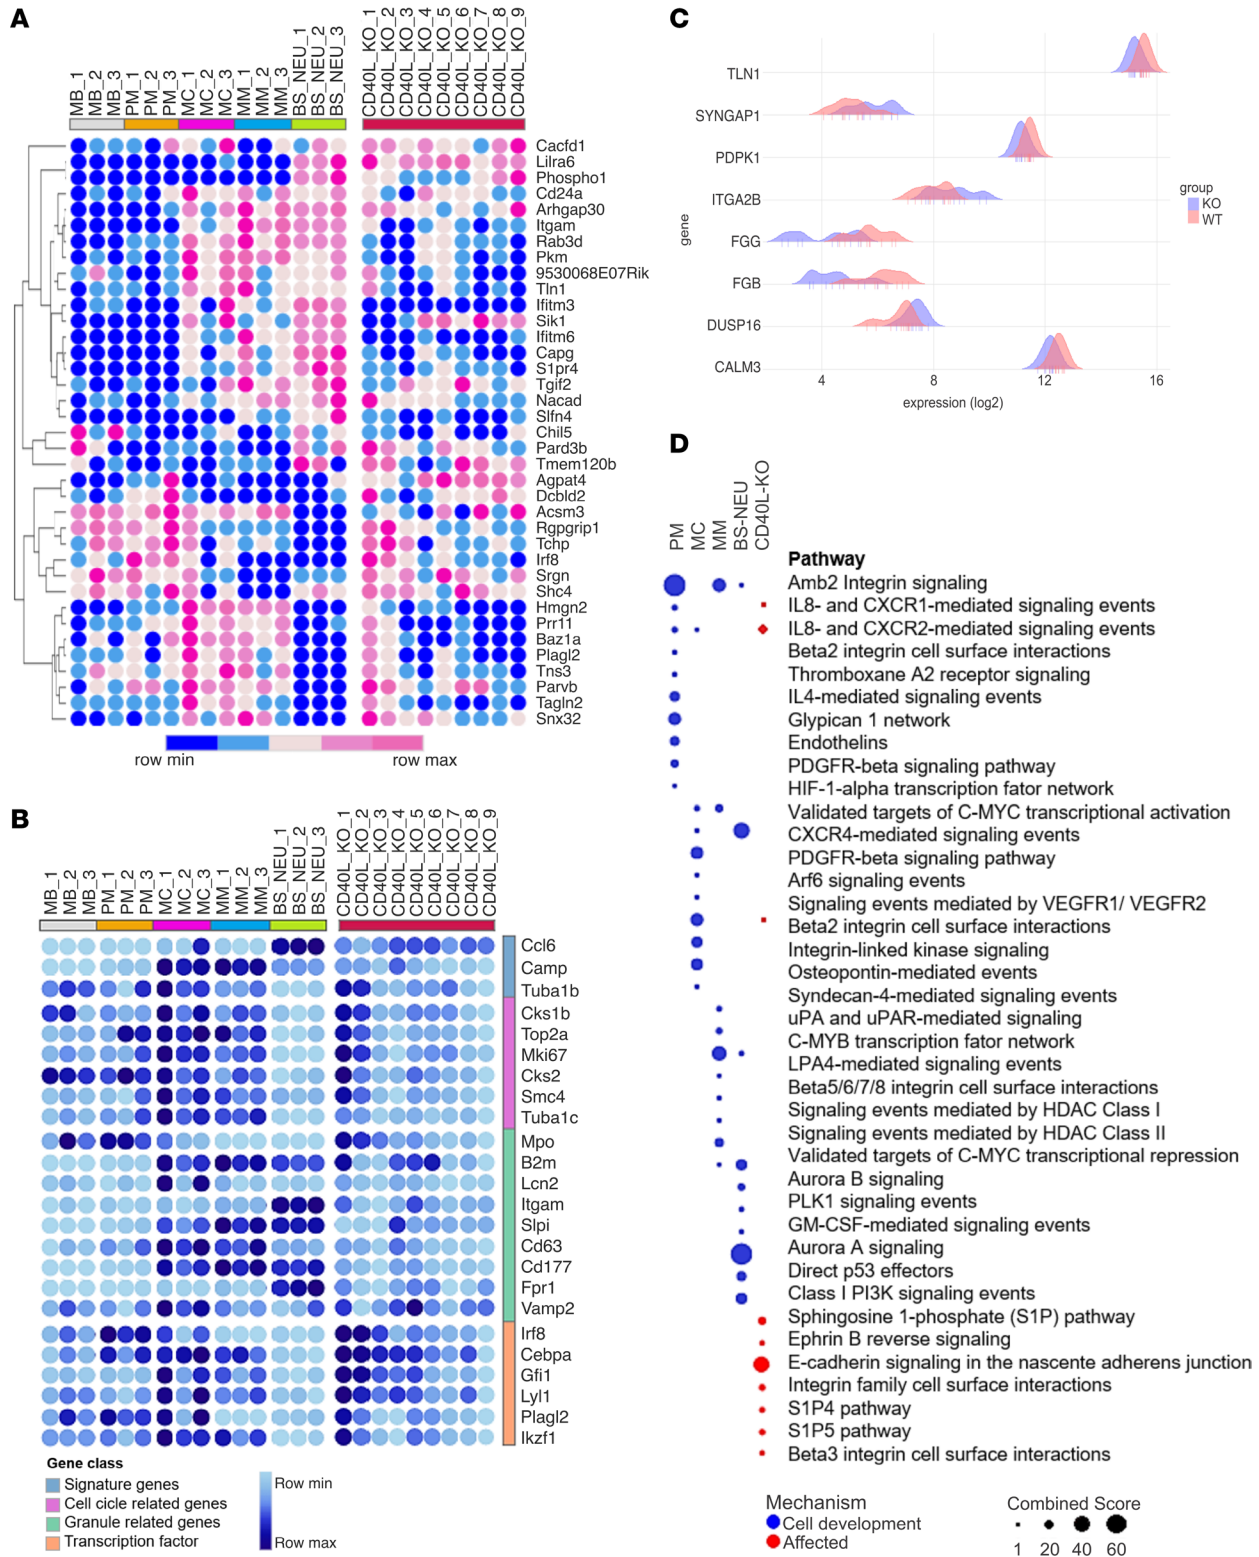 A
MB_1
MB_2
MB_3
PM_1
PM_2
PM_3
MC_1
MC_2
MC_3
MM_1
MM_2
MM_3
BS_NEU_1
BS_NEU_2
BS_NEU_3
CD40L_KO_1
CD40L_KO_2
CD40L_KO_3
CD40L_KO_4
CD40L_KO_5
CD40L_KO_6
CD40L_KO_7
CD40L_KO_8
CD40L_KO_9
Cacfd1
Lilra6
Phospho1
Cd24a
Arhgap30
Itgam
Rab3d
Pkm
9530068E07Rik
Tln1
Ifitm3
Sik1
Ifitm6
Capg
S1pr4
Tgif2
Nacad
Slfn4
Chil5
Pard3b
Tmem120b
Agpat4
Dcbld2
Acsm3
Rgpgrip1
Tchp
Irf8
Srgn
Shc4
Hmgn2
Prr11
Baz1a
Plagl2
Tns3
Parvb
Tagln2
Snx32
row min
row max
B
MB_1
MB_2
MB_3
PM_1
PM_2
PM_3
MC_1
MC_2
MC_3
MM_1
MM_2
MM_3
BS_NEU_1
BS_NEU_2
BS_NEU_3
CD40L_KO_1
CD40L_KO_2
CD40L_KO_3
CD40L_KO_4
CD40L_KO_5
CD40L_KO_6
CD40L_KO_7
CD40L_KO_8
CD40L_KO_9
Ccl6
Camp
Tuba1b
Cks1b
Top2a
Mki67
Cks2
Smc4
Tuba1c
Mpo
B2m
Lcn2
Itgam
Slpi
Cd63
Cd177
Fpr1
Vamp2
Irf8
Cebpa
Gfi1
Lyl1
Plagl2
Ikzf1
Gene class
Signature genes
Cell cicle related genes
Granule related genes
Transcription factor
Row min
Row max
C
gene
TLN1
SYNGAP1
PDPK1
ITGA2B
FGG
FGB
DUSP16
CALM3
4
8
12
16
expression (log2)
group
KO
WT
D
PM
MC
MM
BS-NEU
CD40L-KO
Pathway
Amb2 Integrin signaling
IL8- and CXCR1-mediated signaling events
IL8- and CXCR2-mediated signaling events
Beta2 integrin cell surface interactions
Thromboxane A2 receptor signaling
IL4-mediated signaling events
Glypican 1 network
Endothelins
PDGFR-beta signaling pathway
HIF-1-alpha transcription fator network
Validated targets of C-MYC transcriptional activation
CXCR4-mediated signaling events
PDGFR-beta signaling pathway
Arf6 signaling events
Signaling events mediated by VEGFR1/ VEGFR2
Beta2 integrin cell surface interactions
Integrin-linked kinase signaling
Osteopontin-mediated events
Syndecan-4-mediated signaling events
uPA and uPAR-mediated signaling
C-MYB transcription fator network
LPA4-mediated signaling events
Beta5/6/7/8 integrin cell surface interactions
Signaling events mediated by HDAC Class I
Signaling events mediated by HDAC Class II
Validated targets of C-MYC transcriptional repression
Aurora B signaling
PLK1 signaling events
GM-CSF-mediated signaling events
Aurora A signaling
Direct p53 effectors
Class I PI3K signaling events
Sphingosine 1-phosphate (S1P) pathway
Ephrin B reverse signaling
E-cadherin signaling in the nascente adherens junction
Integrin family cell surface interactions
S1P4 pathway
S1P5 pathway
Beta3 integrin cell surface interactions
Mechanism
Cell development
Affected
Combined Score
1 20 40 60